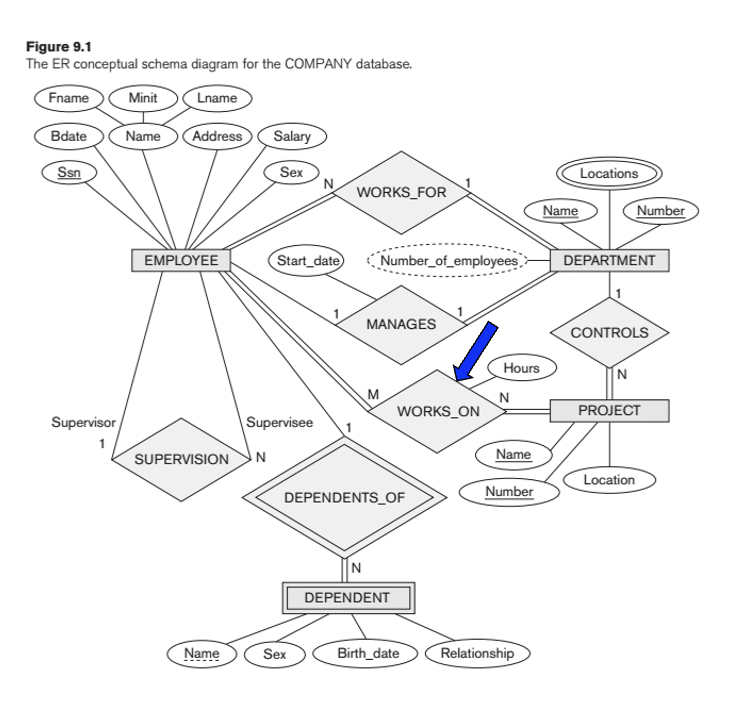 Figure 9.1
The ER conceptual schema diagram for the COMPANY database.
Fname Minit Lname
Bdate Name Address Salary
Ssn Sex
N WORKS_FOR 1
Locations
Name Number
EMPLOYEE
Start_date
Number_of_employees
DEPARTMENT
1 MANAGES 1
1
CONTROLS
N
Hours
M WORKS_ON N
PROJECT
Supervisor
1
Supervisee
N
SUPERVISION
Name
Number
Location
1
DEPENDENTS_OF
N
DEPENDENT
Name Sex Birth_date Relationship